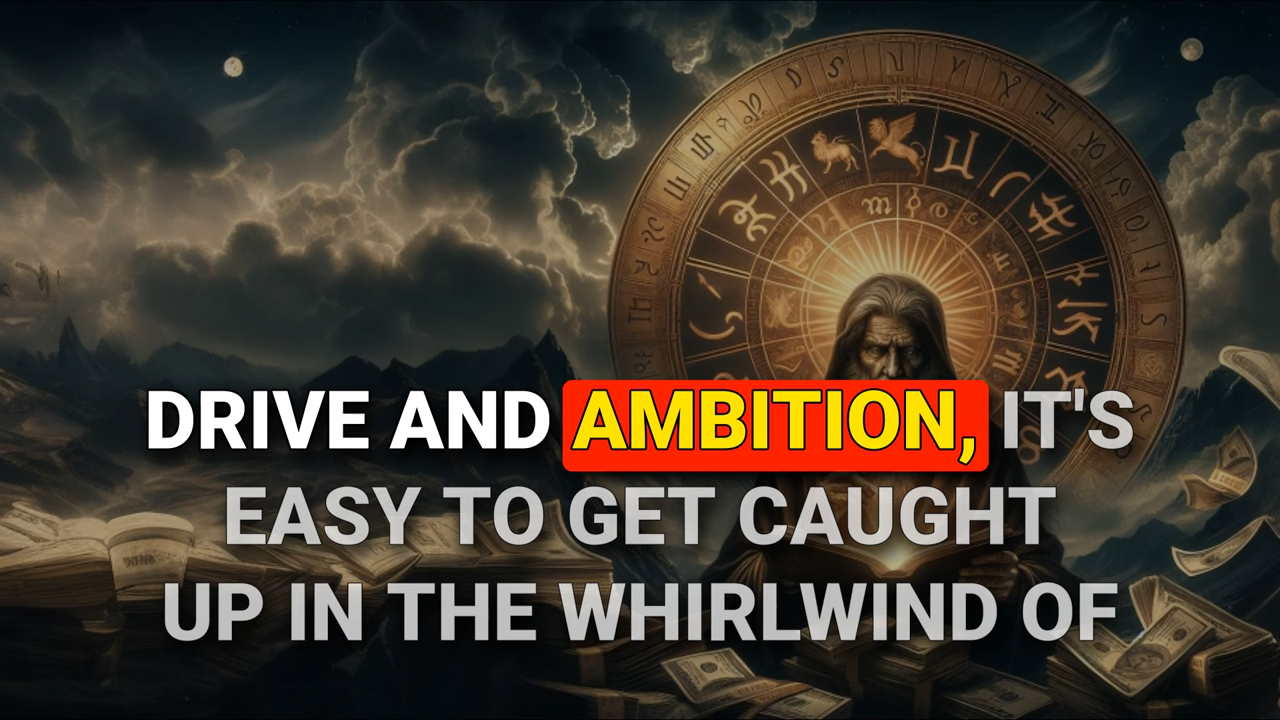 DRIVE AND AMBITION, IT'S
EASY TO GET CAUGHT
UP IN THE WHIRLWIND OF